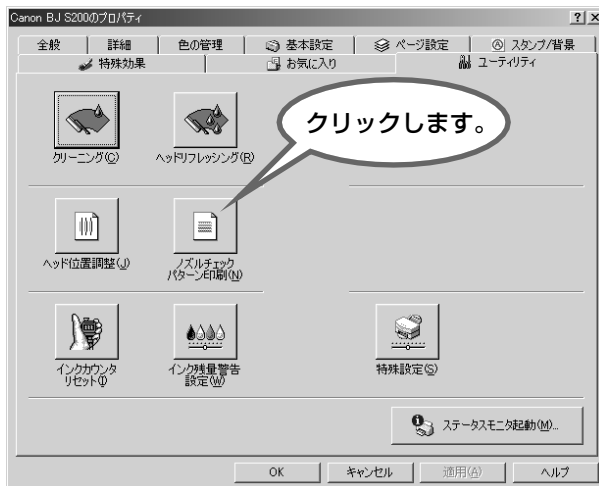 Canon BJ S200のプロパティ
全般 詳細 色の管理 基本設定 ページ設定 スタンプ/背景
特殊効果 お気に入り ユーティリティ
クリックします。
クリーニング(C) ヘッドリフレッシング(R)
ヘッド位置調整(J) ノズルチェック
パターン印刷(N)
インクカウンタ
リセット(I)
インク残量警告
設定(W)
特殊設定(S)
ステータスモニタ起動(M)...
OK キャンセル 適用(A) ヘルプ